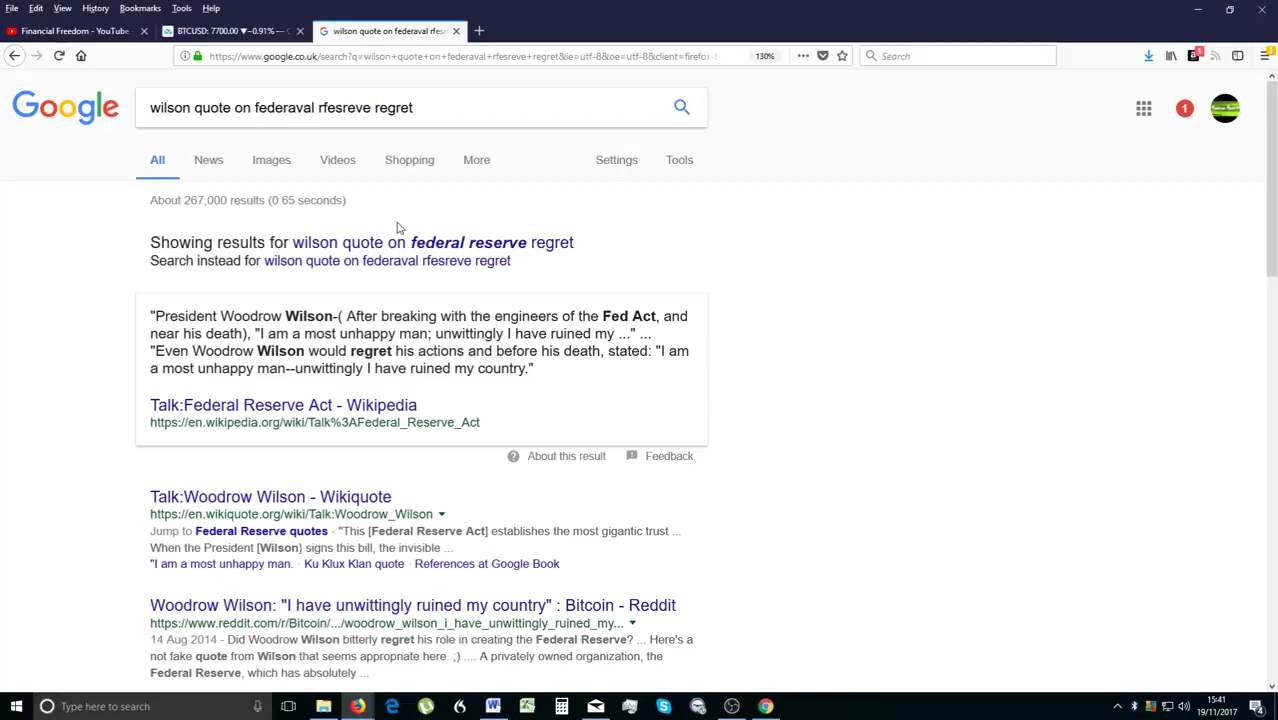 File Edit View History Bookmarks Tools Help
Financial Freedom - YouTube
BTCUSD: 7700.00 ▼−0.91% —
wilson quote on federaval rfes
https://www.google.co.uk/search?q=wilson+quote+on+federaval+rfesreve+regret&ie=utf-8&oe=utf-8&client=firefox-b
130%
Search
5
Google
wilson quote on federaval rfesreve regret
1
All News Images Videos Shopping More Settings Tools
About 267,000 results (0.65 seconds)
Showing results for wilson quote on federal reserve regret
Search instead for wilson quote on federaval rfesreve regret
"President Woodrow Wilson-( After breaking with the engineers of the Fed Act, and
near his death), "I am a most unhappy man; unwittingly I have ruined my ..." ...
"Even Woodrow Wilson would regret his actions and before his death, stated: "I am
a most unhappy man--unwittingly I have ruined my country."
Talk:Federal Reserve Act - Wikipedia
https://en.wikipedia.org/wiki/Talk%3AFederal_Reserve_Act
About this result Feedback
Talk:Woodrow Wilson - Wikiquote
https://en.wikiquote.org/wiki/Talk:Woodrow_Wilson
Jump to Federal Reserve quotes - "This [Federal Reserve Act] establishes the most gigantic trust ...
When the President [Wilson} signs this bill, the invisible ...
"I am a most unhappy man. · Ku Klux Klan quote · References at Google Book
Woodrow Wilson: "I have unwittingly ruined my country" : Bitcoin - Reddit
https://www.reddit.com/r/Bitcoin/.../woodrow_wilson_i_have_unwittingly_ruined_my...
14 Aug 2014 - Did Woodrow Wilson bitterly regret his role in creating the Federal Reserve? ... Here's a
not fake quote from Wilson that seems appropriate here. ;) .... A privately owned organization, the
Federal Reserve, which has absolutely ...
Type here to search
15:41
19/11/2017
4